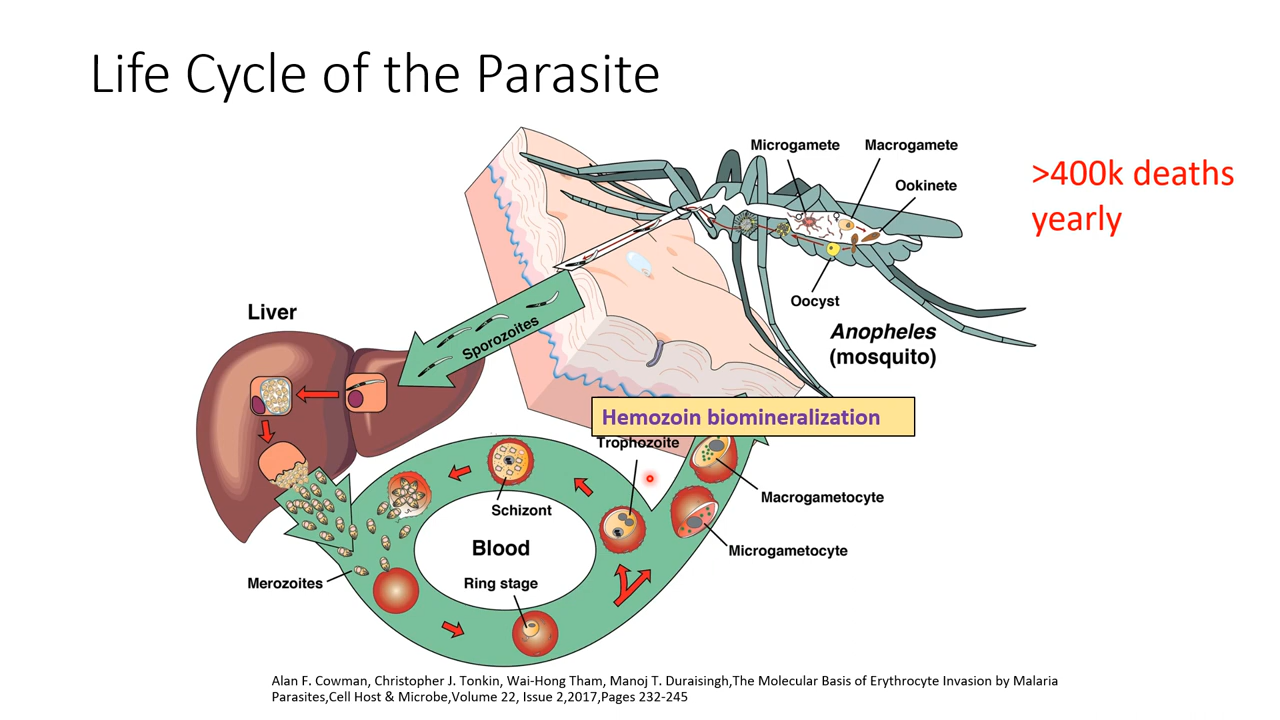 Life Cycle of the Parasite
Microgamete
Macrogamete
Ookinete
>400k deaths
yearly
Oocyst
Anopheles
(mosquito)
Liver
Sporozoites
Hemozoin biomineralization
Trophozoite
Schizont
Macrogametocyte
Microgametocyte
Blood
Merozoites
Ring stage
Alan F. Cowman, Christopher J. Tonkin, Wai-Hong Tham, Manoj T. Duraisingh,The Molecular Basis of Erythrocyte Invasion by Malaria
Parasites,Cell Host & Microbe,Volume 22, Issue 2,2017,Pages 232-245